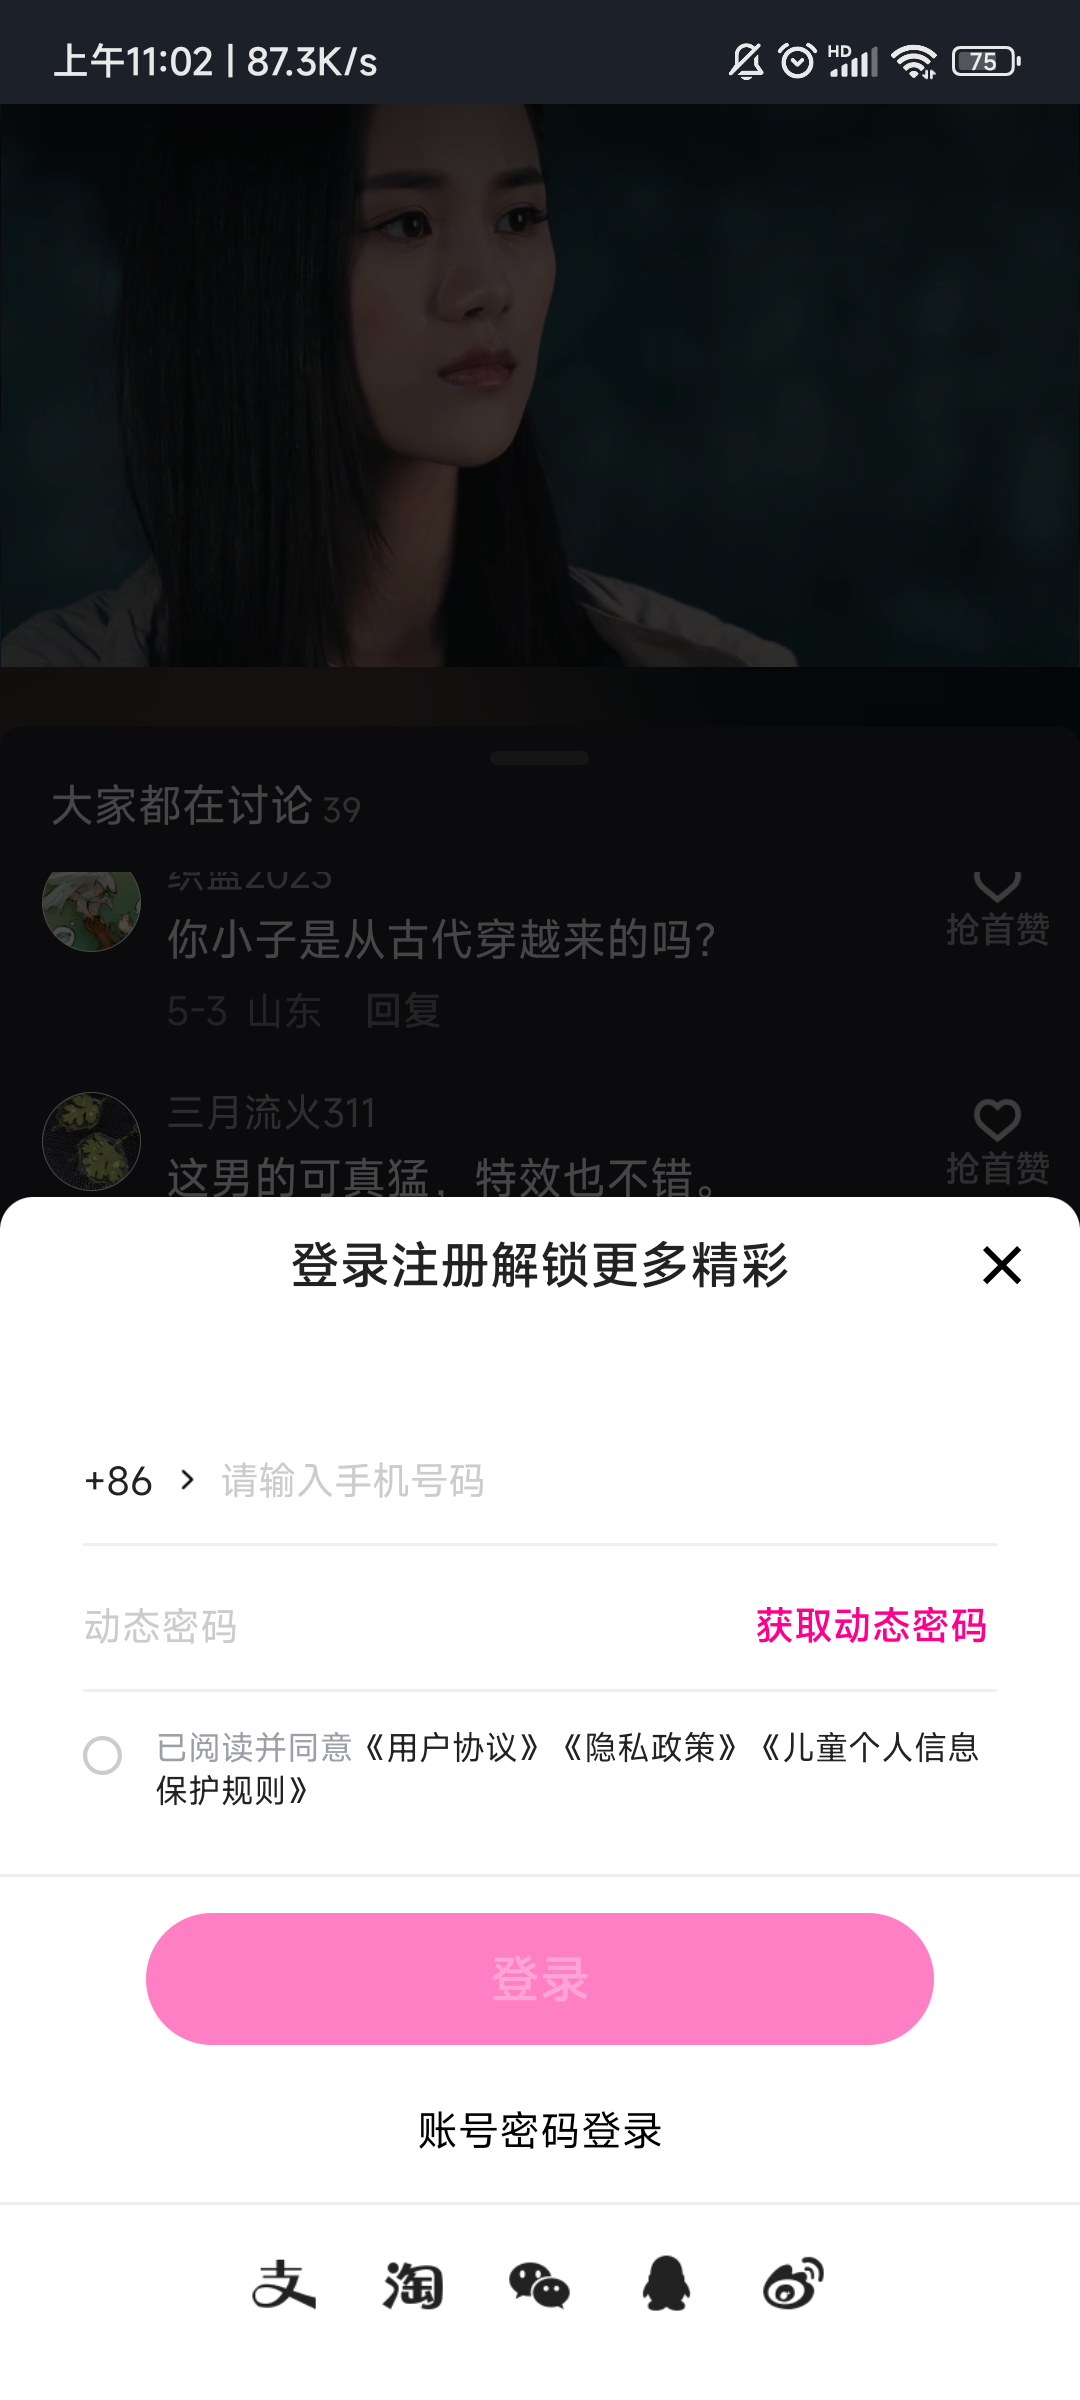 上午11:02 | 87.3K/s
HD
75
大家都在讨论 39
你小子是从古代穿越来的吗?
抢首赞
5-3 山东 回复
三月流火311
这男的可真猛，特效也不错。
抢首赞
登录注册解锁更多精彩
+86 > 请输入手机号码
动态密码 获取动态密码
已阅读并同意《用户协议》《隐私政策》《儿童个人信息
保护规则》
登录
账号密码登录
支 淘